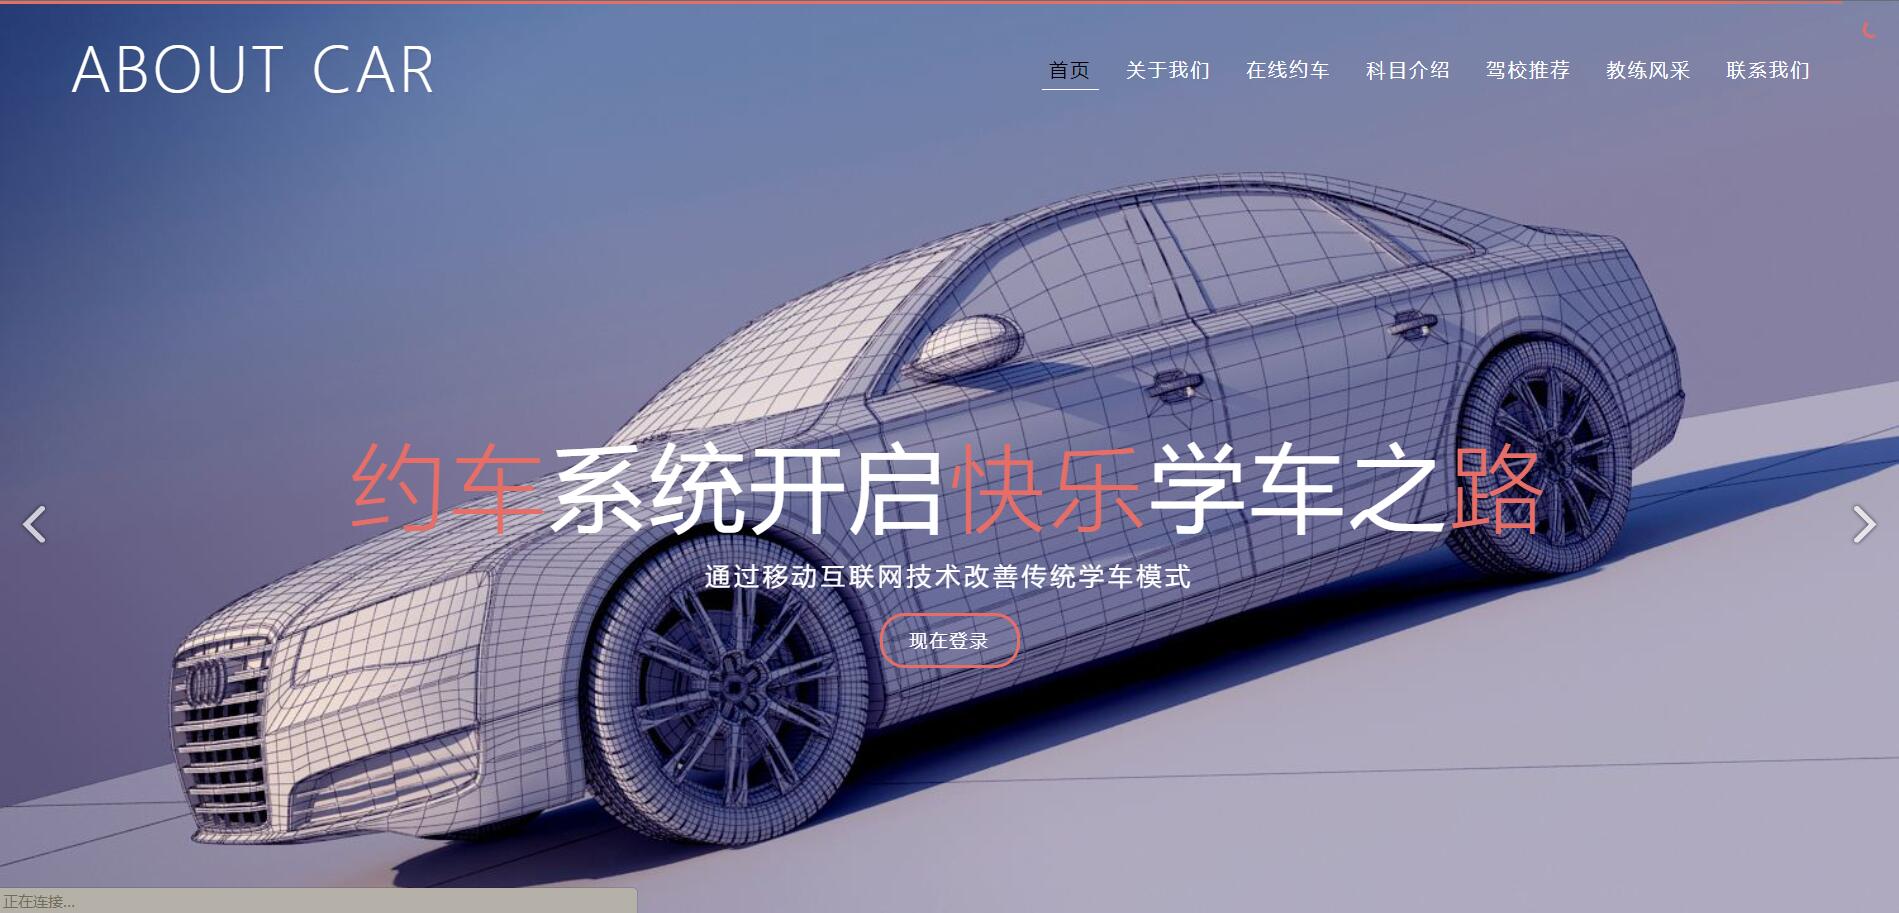 ABOUT CAR
首页 关于我们 在线约车 科目介绍 驾校推荐 教练风采 联系我们
约车系统开启快乐学车之路
通过移动互联网技术改善传统学车模式
现在登录
正在连接...